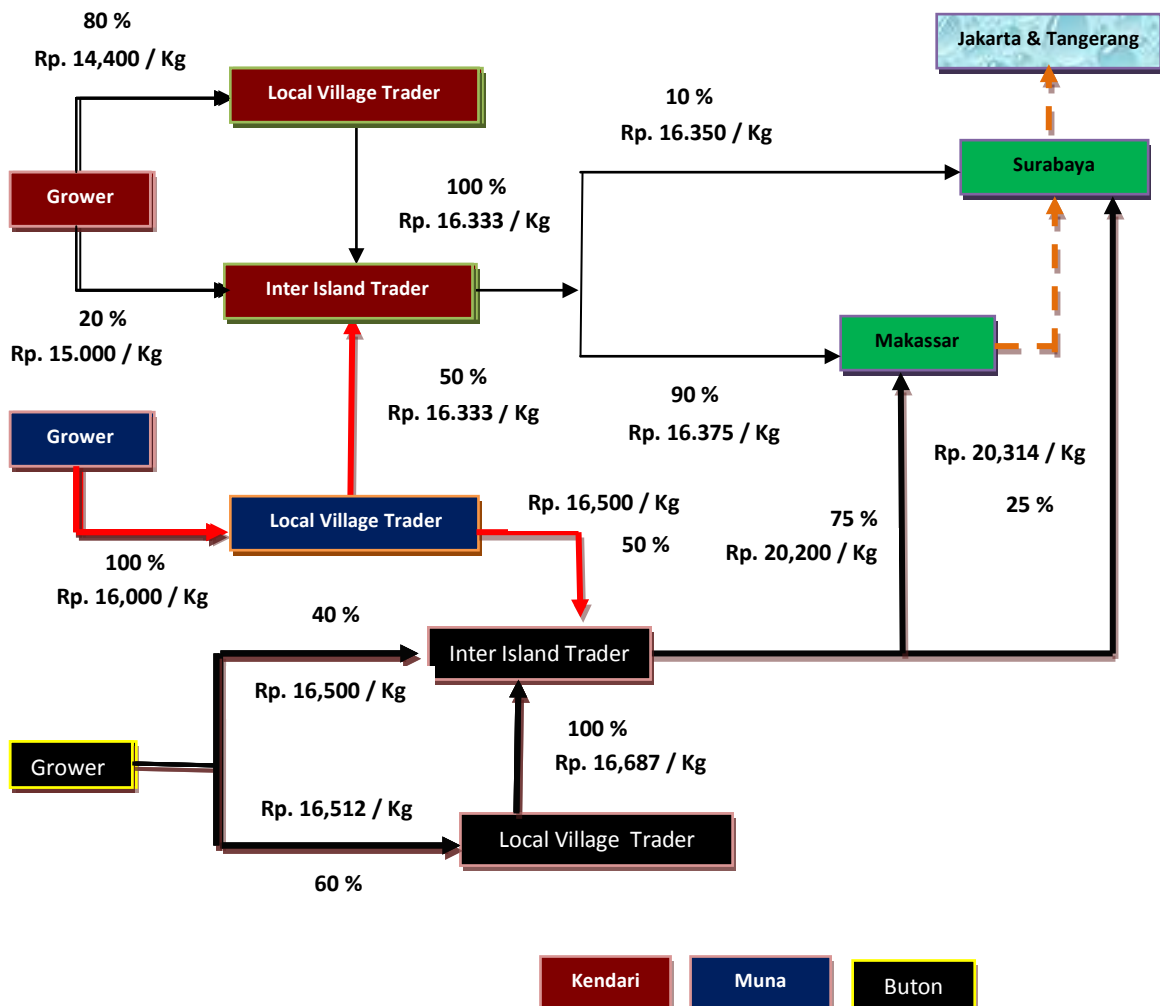 80 %
Rp. 14,400 / Kg
Jakarta & Tangerang
Local Village Trader
10 %
Rp. 16.350 / Kg
Surabaya
Grower
100 %
Rp. 16.333 / Kg
Inter Island Trader
20 %
Rp. 15.000 / Kg
Makassar
50 %
Rp. 16.333 / Kg
90 %
Rp. 16.375 / Kg
Grower
Rp. 20,314 / Kg
25 %
Local Village Trader
Rp. 16,500 / Kg
50 %
75 %
Rp. 20,200 / Kg
100 %
Rp. 16,000 / Kg
40 %
Inter Island Trader
Rp. 16,500 / Kg
100 %
Rp. 16,687 / Kg
Grower
Rp. 16,512 / Kg
Local Village  Trader
60 %
Kendari
Muna
Buton